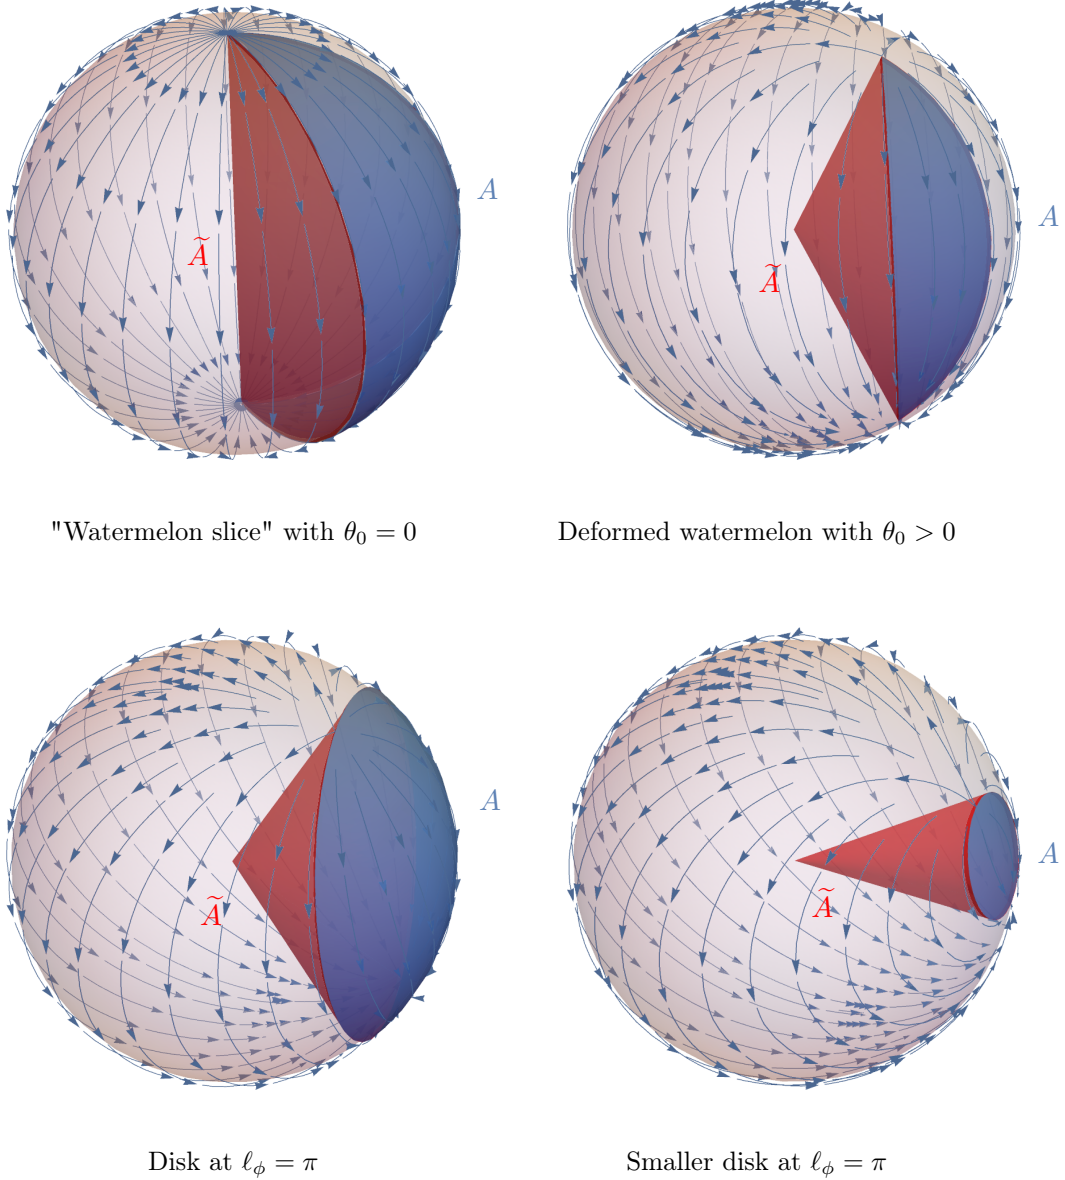 A
Ã
"Watermelon slice" with θ₀ = 0
A
Ã
Deformed watermelon with θ₀ > 0
A
Ã
Disk at ℓ_ϕ = π
A
Ã
Smaller disk at ℓ_ϕ = π